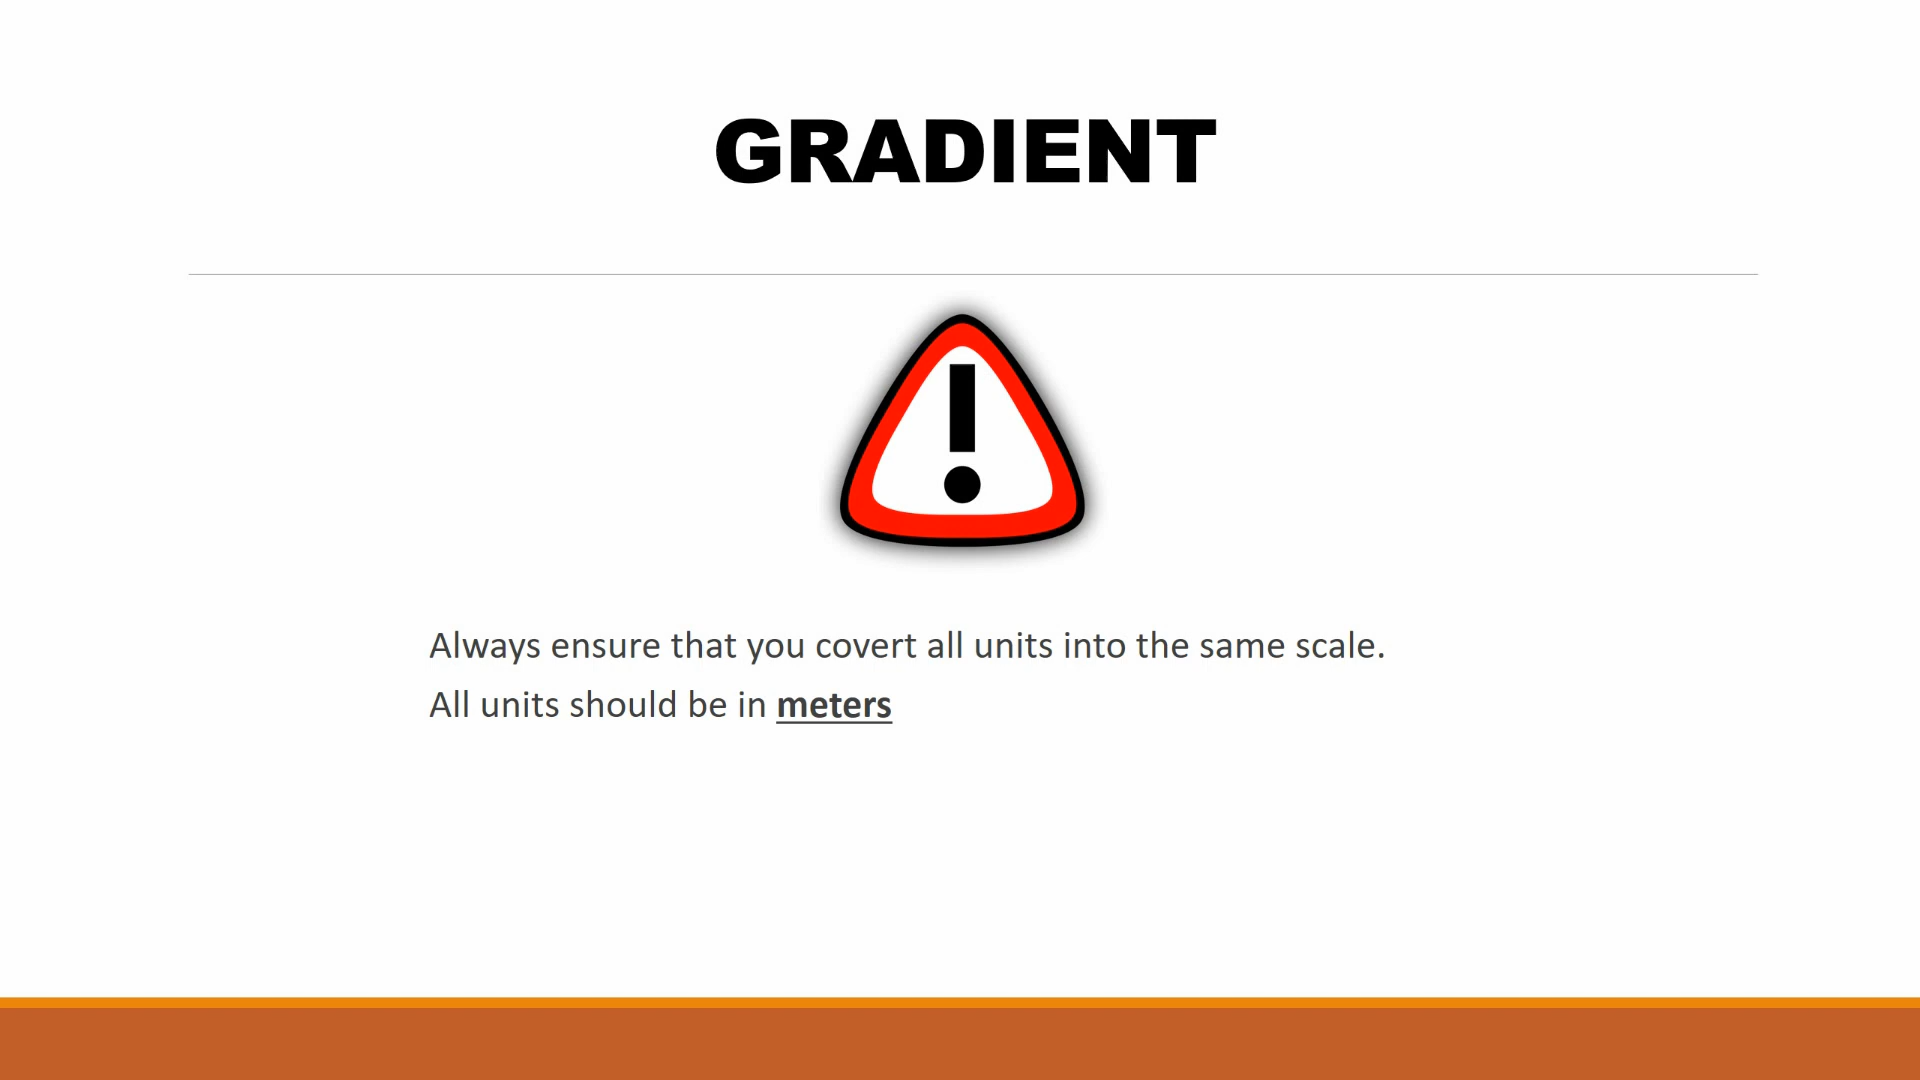 GRADIENT
Always ensure that you covert all units into the same scale.
All units should be in meters